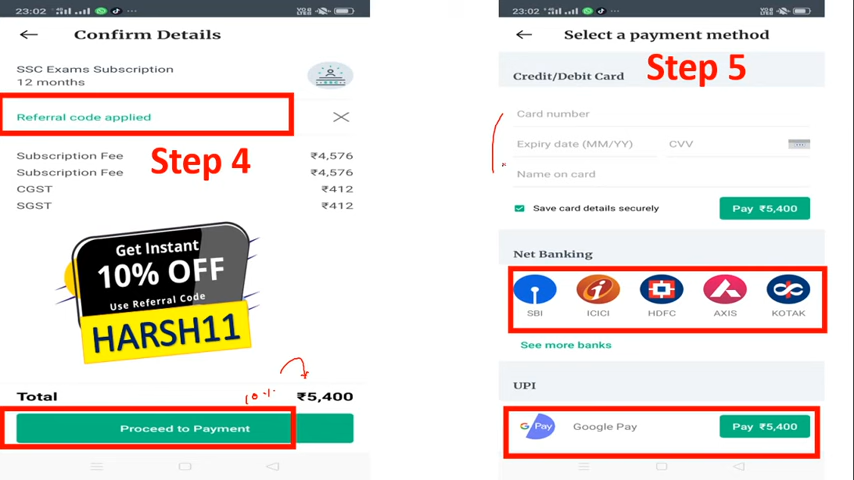 23:02
Confirm Details
SSC Exams Subscription
12 months
Referral code applied
Subscription Fee ₹4,576
Subscription Fee ₹4,576
CGST ₹412
SGST ₹412
Step 4
Get Instant
10% OFF
Use Referral Code
HARSH11
10%
Total ₹5,400
Proceed to Payment
23:02
Select a payment method
Credit/Debit Card
Step 5
Card number
Expiry date (MM/YY) CVV
Name on card
Save card details securely Pay ₹5,400
Net Banking
SBI ICICI HDFC AXIS KOTAK
See more banks
UPI
G Pay Google Pay Pay ₹5,400